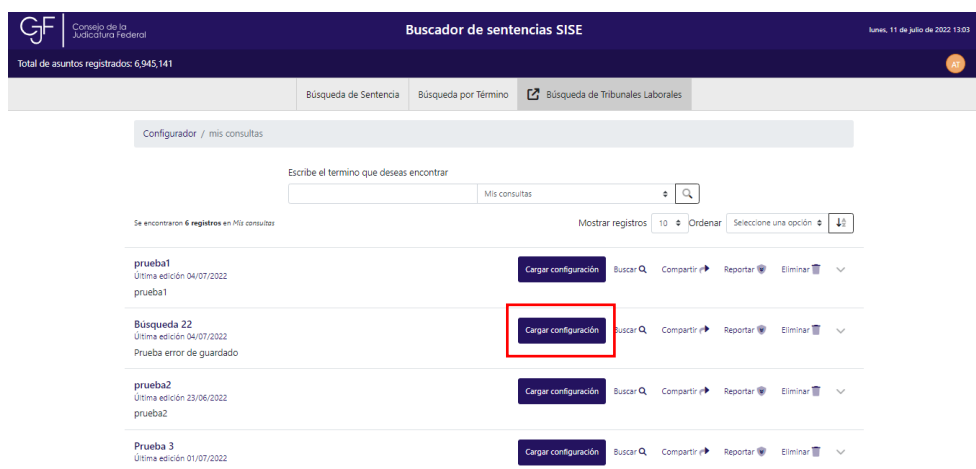 CJF
Consejo de la
Judicatura Federal
Buscador de sentencias SISE
lunes, 11 de julio de 2022 13:03
Total de asuntos registrados: 6,945,141
AT
Búsqueda de Sentencia Búsqueda por Término Búsqueda de Tribunales Laborales
Configurador / mis consultas
Escribe el termino que deseas encontrar
Mis consultas
Se encontraron 6 registros en Mis consultas Mostrar registros 10 Ordenar Seleccione una opción
prueba1
Última edición 04/07/2022
prueba1
Cargar configuración Buscar Compartir Reportar Eliminar
Búsqueda 22
Última edición 04/07/2022
Prueba error de guardado
Cargar configuración Buscar Compartir Reportar Eliminar
prueba2
Última edición 23/06/2022
prueba2
Cargar configuración Buscar Compartir Reportar Eliminar
Prueba 3
Última edición 01/07/2022
Cargar configuración Buscar Compartir Reportar Eliminar